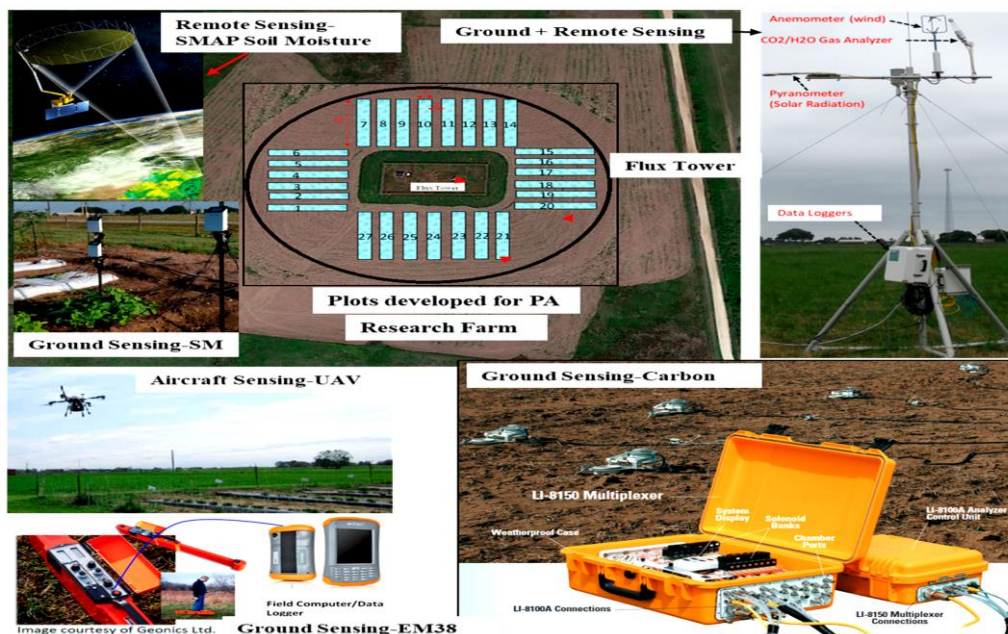 Remote Sensing-
SMAP Soil Moisture
Ground + Remote Sensing
Anemometer (wind)
CO2/H2O Gas Analyzer
Pyranometer
(Solar Radiation)
7 8 9 10 11 12 13 14
6
5
4
3
2
1
15
16
17
18
19
20
Flux Tower
Flux Tower
27 26 25 24 23 22 21
Data Loggers
Plots developed for PA
Research Farm
Ground Sensing-SM
Aircraft Sensing-UAV
Ground Sensing-Carbon
LI-8150 Multiplexer
Weatherproof Case
System
Display
Solenoid
Banks
Chamber
Ports
LI-8100A Analyzer
Control Unit
LI-8100A Connections
LI-8150 Multiplexer
Connections
Field Computer/Data
Logger
Image courtesy of Geonics Ltd.
Ground Sensing-EM38